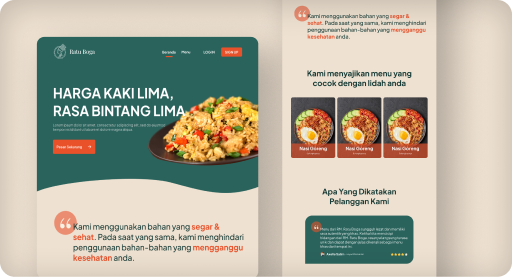 Ratu Boga
Beranda
Menu
LOGIN
SIGN UP
HARGA KAKI LIMA,
RASA BINTANG LIMA
Pesan Sekarang
Kami menggunakan bahan yang segar &
sehat. Pada saat yang sama, kami menghindari
penggunaan bahan-bahan yang mengganggu
kesehatan anda.
Kami menggunakan bahan yang segar &
sehat. Pada saat yang sama, kami menghindari
penggunaan bahan-bahan yang mengganggu
kesehatan anda.
Kami menyajikan menu yang
cocok dengan lidah anda
Nasi Goreng
Nasi Goreng
Nasi Goreng
Apa Yang Dikatakan
Pelanggan Kami